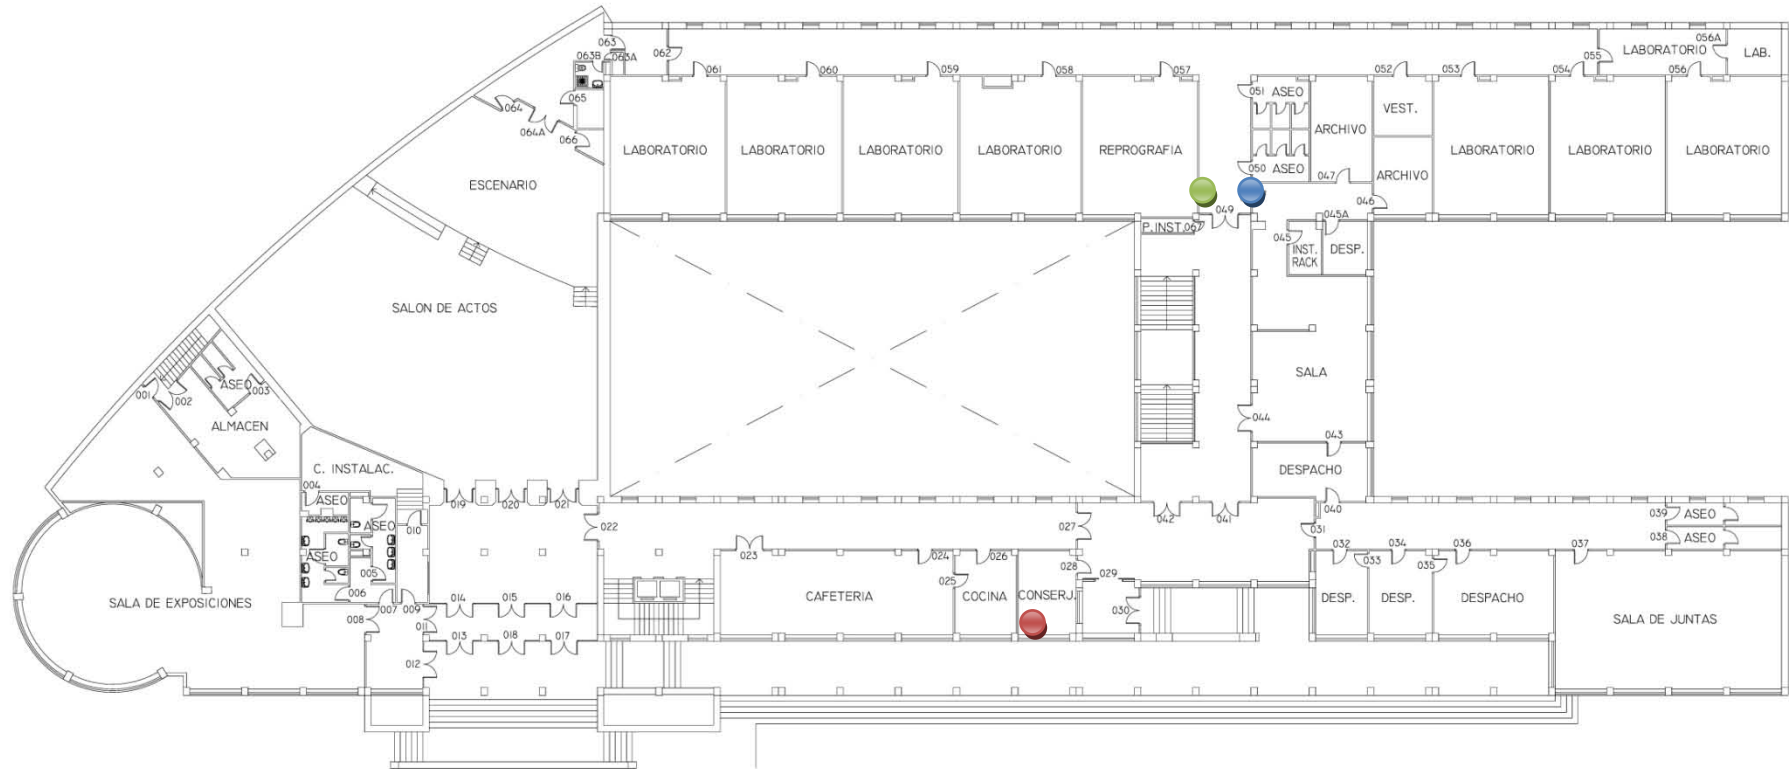 063
063B
063A
062
061
060
059
058
057
052
053
054
055
056A
056
LABORATORIO
LAB.
064
064A
065
066
051
ASEO
050
ASEO
VEST.
ARCHIVO
ARCHIVO
047
046
LABORATORIO
LABORATORIO
LABORATORIO
LABORATORIO
REPROGRAFIA
LABORATORIO
LABORATORIO
LABORATORIO
ESCENARIO
049
P.INST.
067
045
045A
INST.
RACK
DESP.
SALON DE ACTOS
SALA
044
043
DESPACHO
040
001
002
ASEO
003
ALMACEN
C. INSTALAC.
004
ASEO
ASEO
ASEO
005
006
007
008
009
010
011
012
013
014
015
016
017
018
019
020
021
022
023
024
025
026
027
028
029
030
031
032
033
034
035
036
037
038
039
041
042
ASEO
ASEO
SALA DE EXPOSICIONES
CAFETERIA
COCINA
CONSERJ.
DESP.
DESP.
DESPACHO
SALA DE JUNTAS